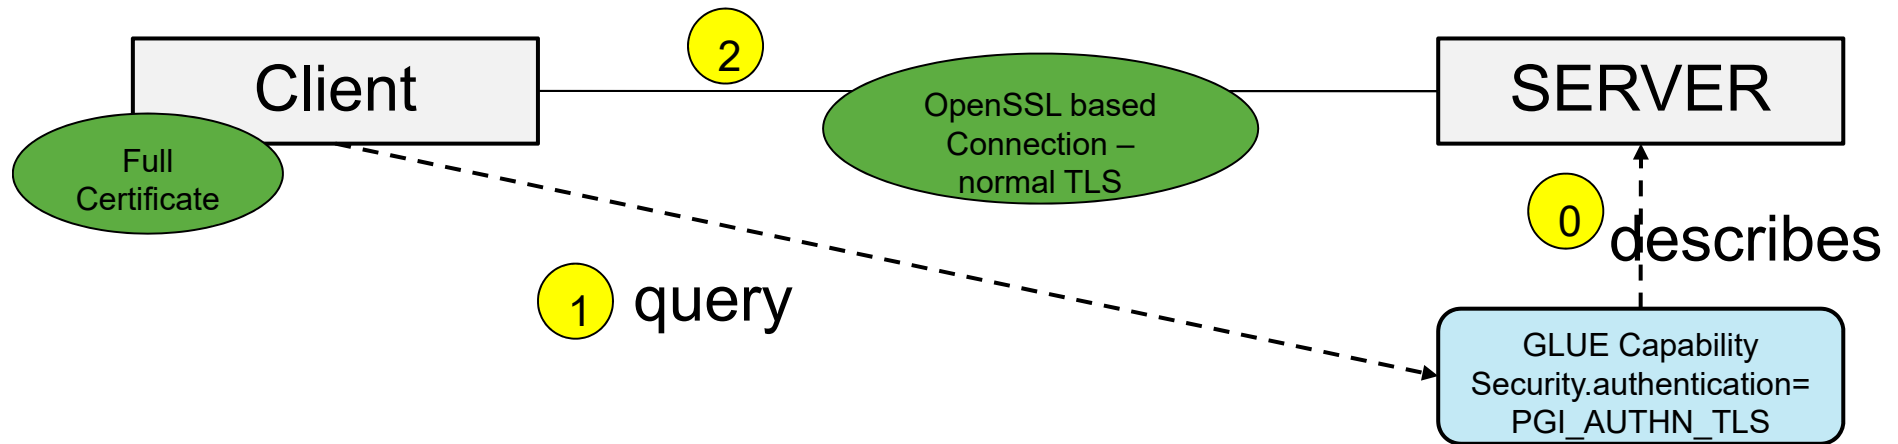 2
Client
SERVER
OpenSSL based
Connection –
normal TLS
Full
Certificate
0
describes
1
query
GLUE Capability
Security.authentication=
PGI_AUTHN_TLS